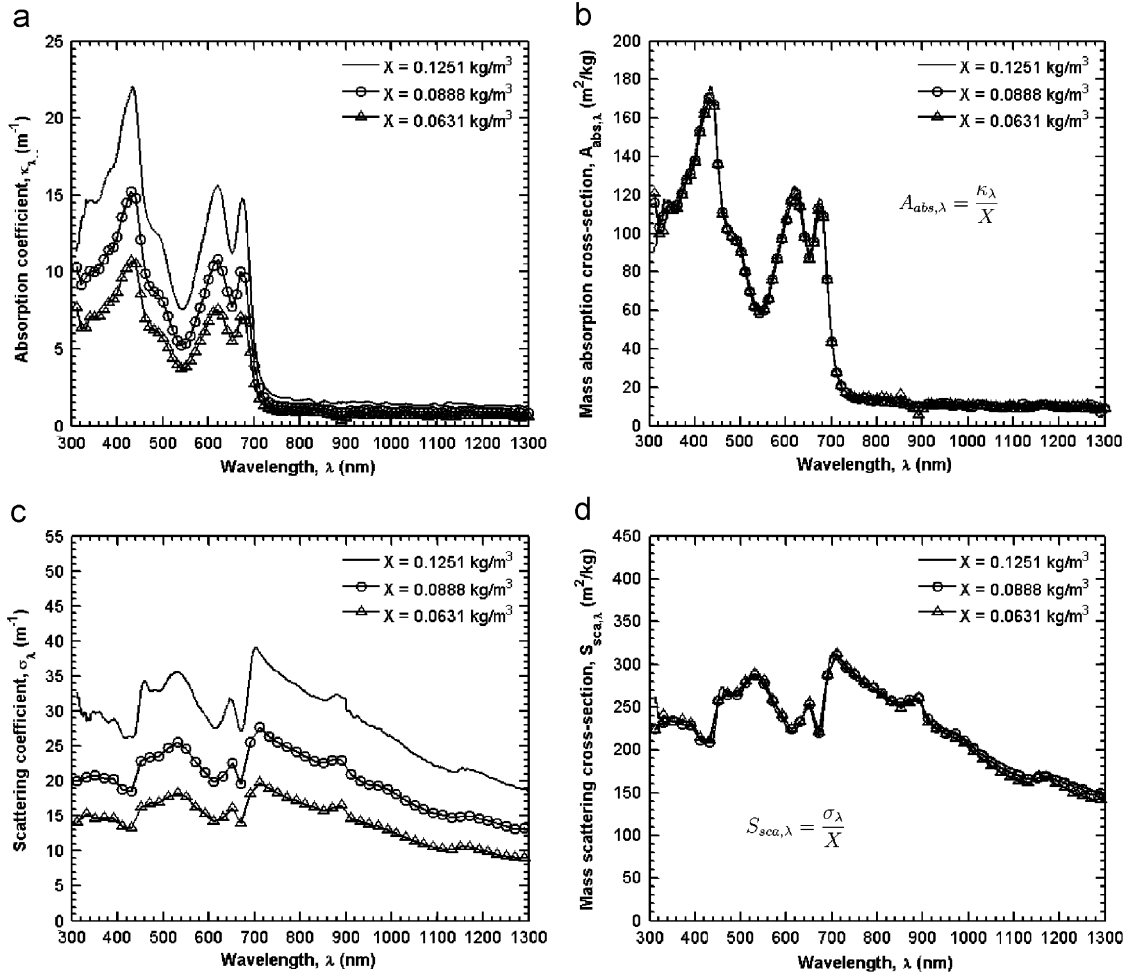 a
25
20
15
10
5
0
Absorption coefficient, κλ, (m-1)
X = 0.1251 kg/m3
X = 0.0888 kg/m3
X = 0.0631 kg/m3
300 400 500 600 700 800 900 1000 1100 1200 1300
Wavelength, λ (nm)
b
200
180
160
140
120
100
80
60
40
20
0
Mass absorption cross-section, Aabs,λ (m2/kg)
X = 0.1251 kg/m3
X = 0.0888 kg/m3
X = 0.0631 kg/m3
Aabs,λ = κλ/X
300 400 500 600 700 800 900 1000 1100 1200 1300
Wavelength, λ (nm)
c
55
50
45
40
35
30
25
20
15
10
5
0
Scattering coefficient, σλ (m-1)
X = 0.1251 kg/m3
X = 0.0888 kg/m3
X = 0.0631 kg/m3
300 400 500 600 700 800 900 1000 1100 1200 1300
Wavelength, λ (nm)
d
450
400
350
300
250
200
150
100
50
0
Mass scattering cross-section, Ssca,λ (m2/kg)
X = 0.1251 kg/m3
X = 0.0888 kg/m3
X = 0.0631 kg/m3
Ssca,λ = σλ/X
300 400 500 600 700 800 900 1000 1100 1200 1300
Wavelength, λ (nm)